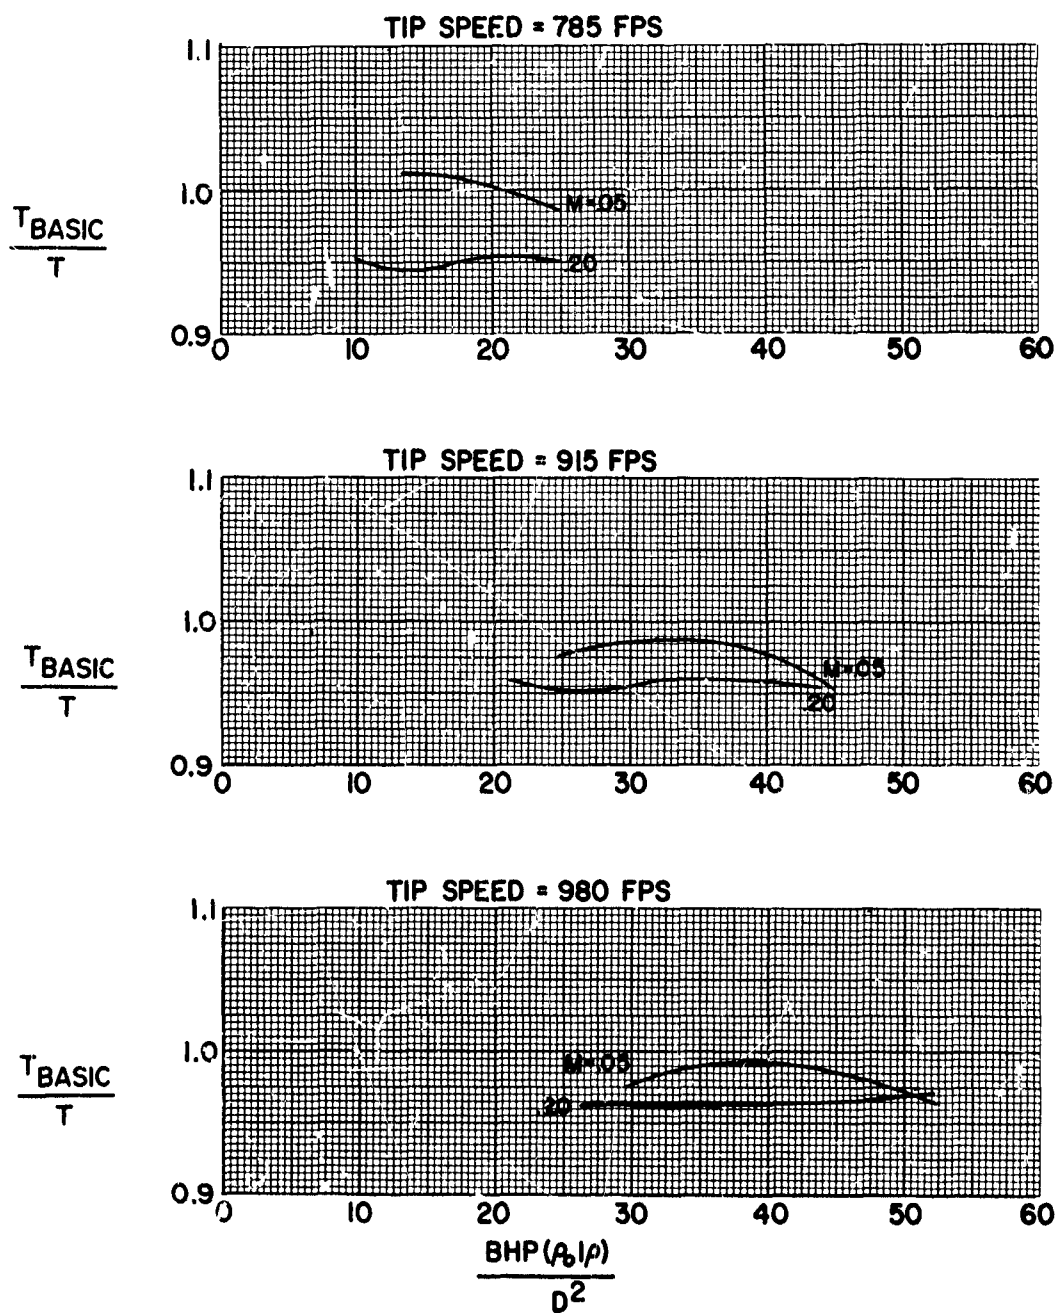 TIP SPEED = 785 FPS
1.1
1.0
0.9
T BASIC
T
M=.05
.20
0 10 20 30 40 50 60
TIP SPEED = 915 FPS
1.1
1.0
0.9
T BASIC
T
M=.05
.20
0 10 20 30 40 50 60
TIP SPEED = 980 FPS
1.1
1.0
0.9
T BASIC
T
M=.05
.20
0 10 20 30 40 50 60
BHP (ρ₀/ρ)
D²